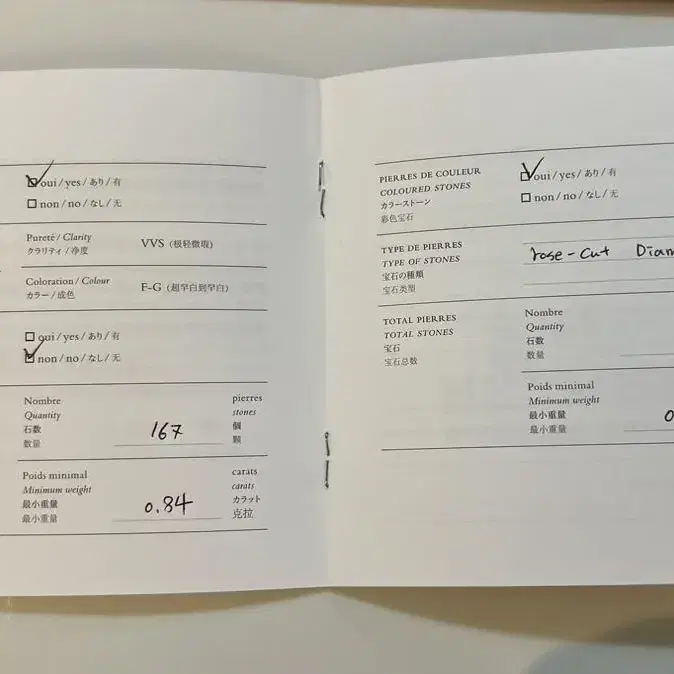 oui / yes / あり / 有
non / no / なし / 无
Pureté / Clarity
クラリティ / 净度
VVS (极轻微瑕)
Coloration / Colour
カラー / 成色
F-G (超罕白到罕白)
oui / yes / あり / 有
non / no / なし / 无
Nombre
Quantity
石数
数量
167
pierres
stones
個
颗
Poids minimal
Minimum weight
最小重量
最小重量
0.84
carats
carats
カラット
克拉
PIERRES DE COULEUR
COLOURED STONES
カラーストーン
彩色宝石
oui / yes / あり / 有
non / no / なし / 无
TYPE DE PIERRES
TYPE OF STONES
宝石の種類
宝石类型
rose-cut
TOTAL PIERRES
TOTAL STONES
宝石
宝石总数
Nombre
Quantity
石数
数量
Poids minimal
Minimum weight
最小重量
最小重量
0